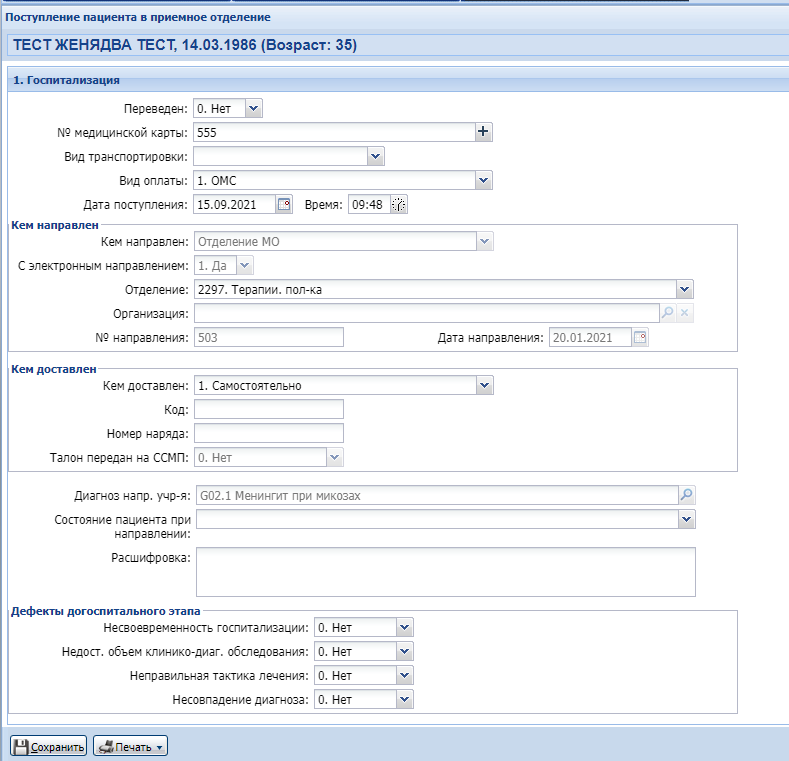 Поступление пациента в приемное отделение
ТЕСТ ЖЕНЯДВА ТЕСТ, 14.03.1986 (Возраст: 35)
1. Госпитализация
Переведен: 0. Нет
№ медицинской карты: 555
Вид транспортировки:
Вид оплаты: 1. ОМС
Дата поступления: 15.09.2021 Время: 09:48
Кем направлен
Кем направлен: Отделение МО
С электронным направлением: 1. Да
Отделение: 2297. Терапии. пол-ка
Организация:
№ направления: 503 Дата направления: 20.01.2021
Кем доставлен
Кем доставлен: 1. Самостоятельно
Код:
Номер наряда:
Талон передан на ССМП: 0. Нет
Диагноз напр. учр-я: G02.1 Менингит при микозах
Состояние пациента при
направлении:
Расшифровка:
Дефекты догоспитального этапа
Несвоевременность госпитализации: 0. Нет
Недост. объем клинико-диаг. обследования: 0. Нет
Неправильная тактика лечения: 0. Нет
Несовпадение диагноза: 0. Нет
Сохранить Печать